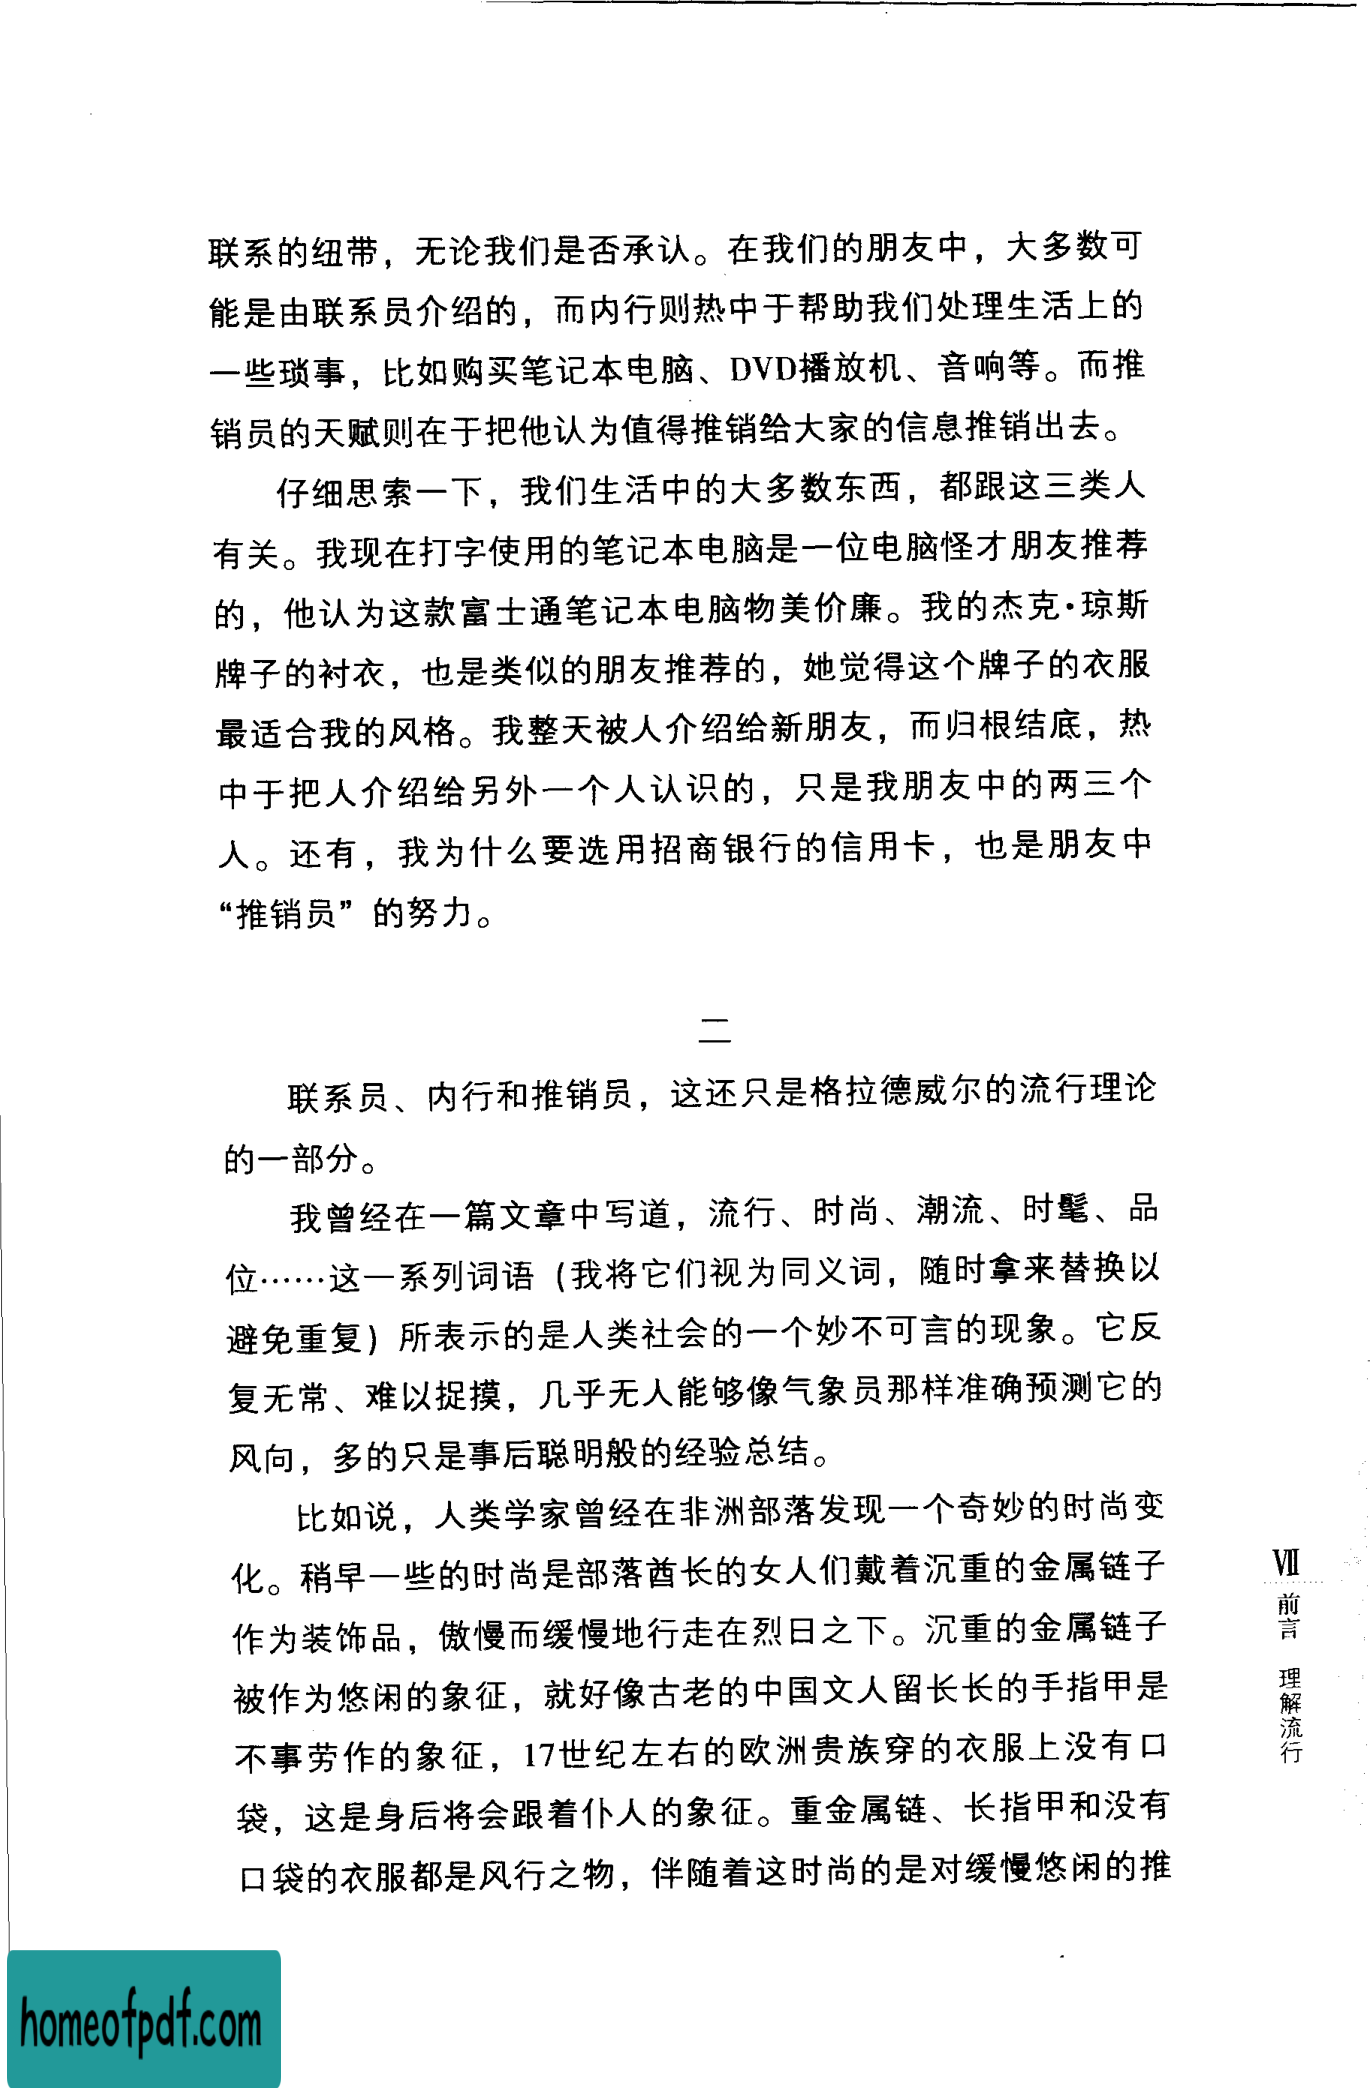 联系的纽带，无论我们是否承认。在我们的朋友中，大多数可
能是由联系员介绍的，而内行则热中于帮助我们处理生活上的
一些琐事，比如购买笔记本电脑、DVD播放机、音响等。而推
销员的天赋则在于把他认为值得推销给大家的信息推销出去。
仔细思索一下，我们生活中的大多数东西，都跟这三类人
有关。我现在打字使用的笔记本电脑是一位电脑怪才朋友推荐
的，他认为这款富士通笔记本电脑物美价廉。我的杰克·琼斯
牌子的衬衣，也是类似的朋友推荐的，她觉得这个牌子的衣服
最适合我的风格。我整天被人介绍给新朋友，而归根结底，热
中于把人介绍给另外一个人认识的，只是我朋友中的两三个
人。还有，我为什么要选用招商银行的信用卡，也是朋友中
“推销员”的努力。
二
联系员、内行和推销员，这还只是格拉德威尔的流行理论
的一部分。
我曾经在一篇文章中写道，流行、时尚、潮流、时髦、品
位……这一系列词语（我将它们视为同义词，随时拿来替换以
避免重复）所表示的是人类社会的一个妙不可言的现象。它反
复无常、难以捉摸，几乎无人能够像气象员那样准确预测它的
风向，多的只是事后聪明般的经验总结。
比如说，人类学家曾经在非洲部落发现一个奇妙的时尚变
化。稍早一些的时尚是部落酋长的女人们戴着沉重的金属链子
作为装饰品，傲慢而缓慢地行走在烈日之下。沉重的金属链子
被作为悠闲的象征，就好像古老的中国文人留长长的手指甲是
不事劳作的象征，17世纪左右的欧洲贵族穿的衣服上没有口
袋，这是身后将会跟着仆人的象征。重金属链、长指甲和没有
口袋的衣服都是风行之物，伴随着这时尚的是对缓慢悠闲的推
Ⅶ
前言 理解流行
homeofpdf.com